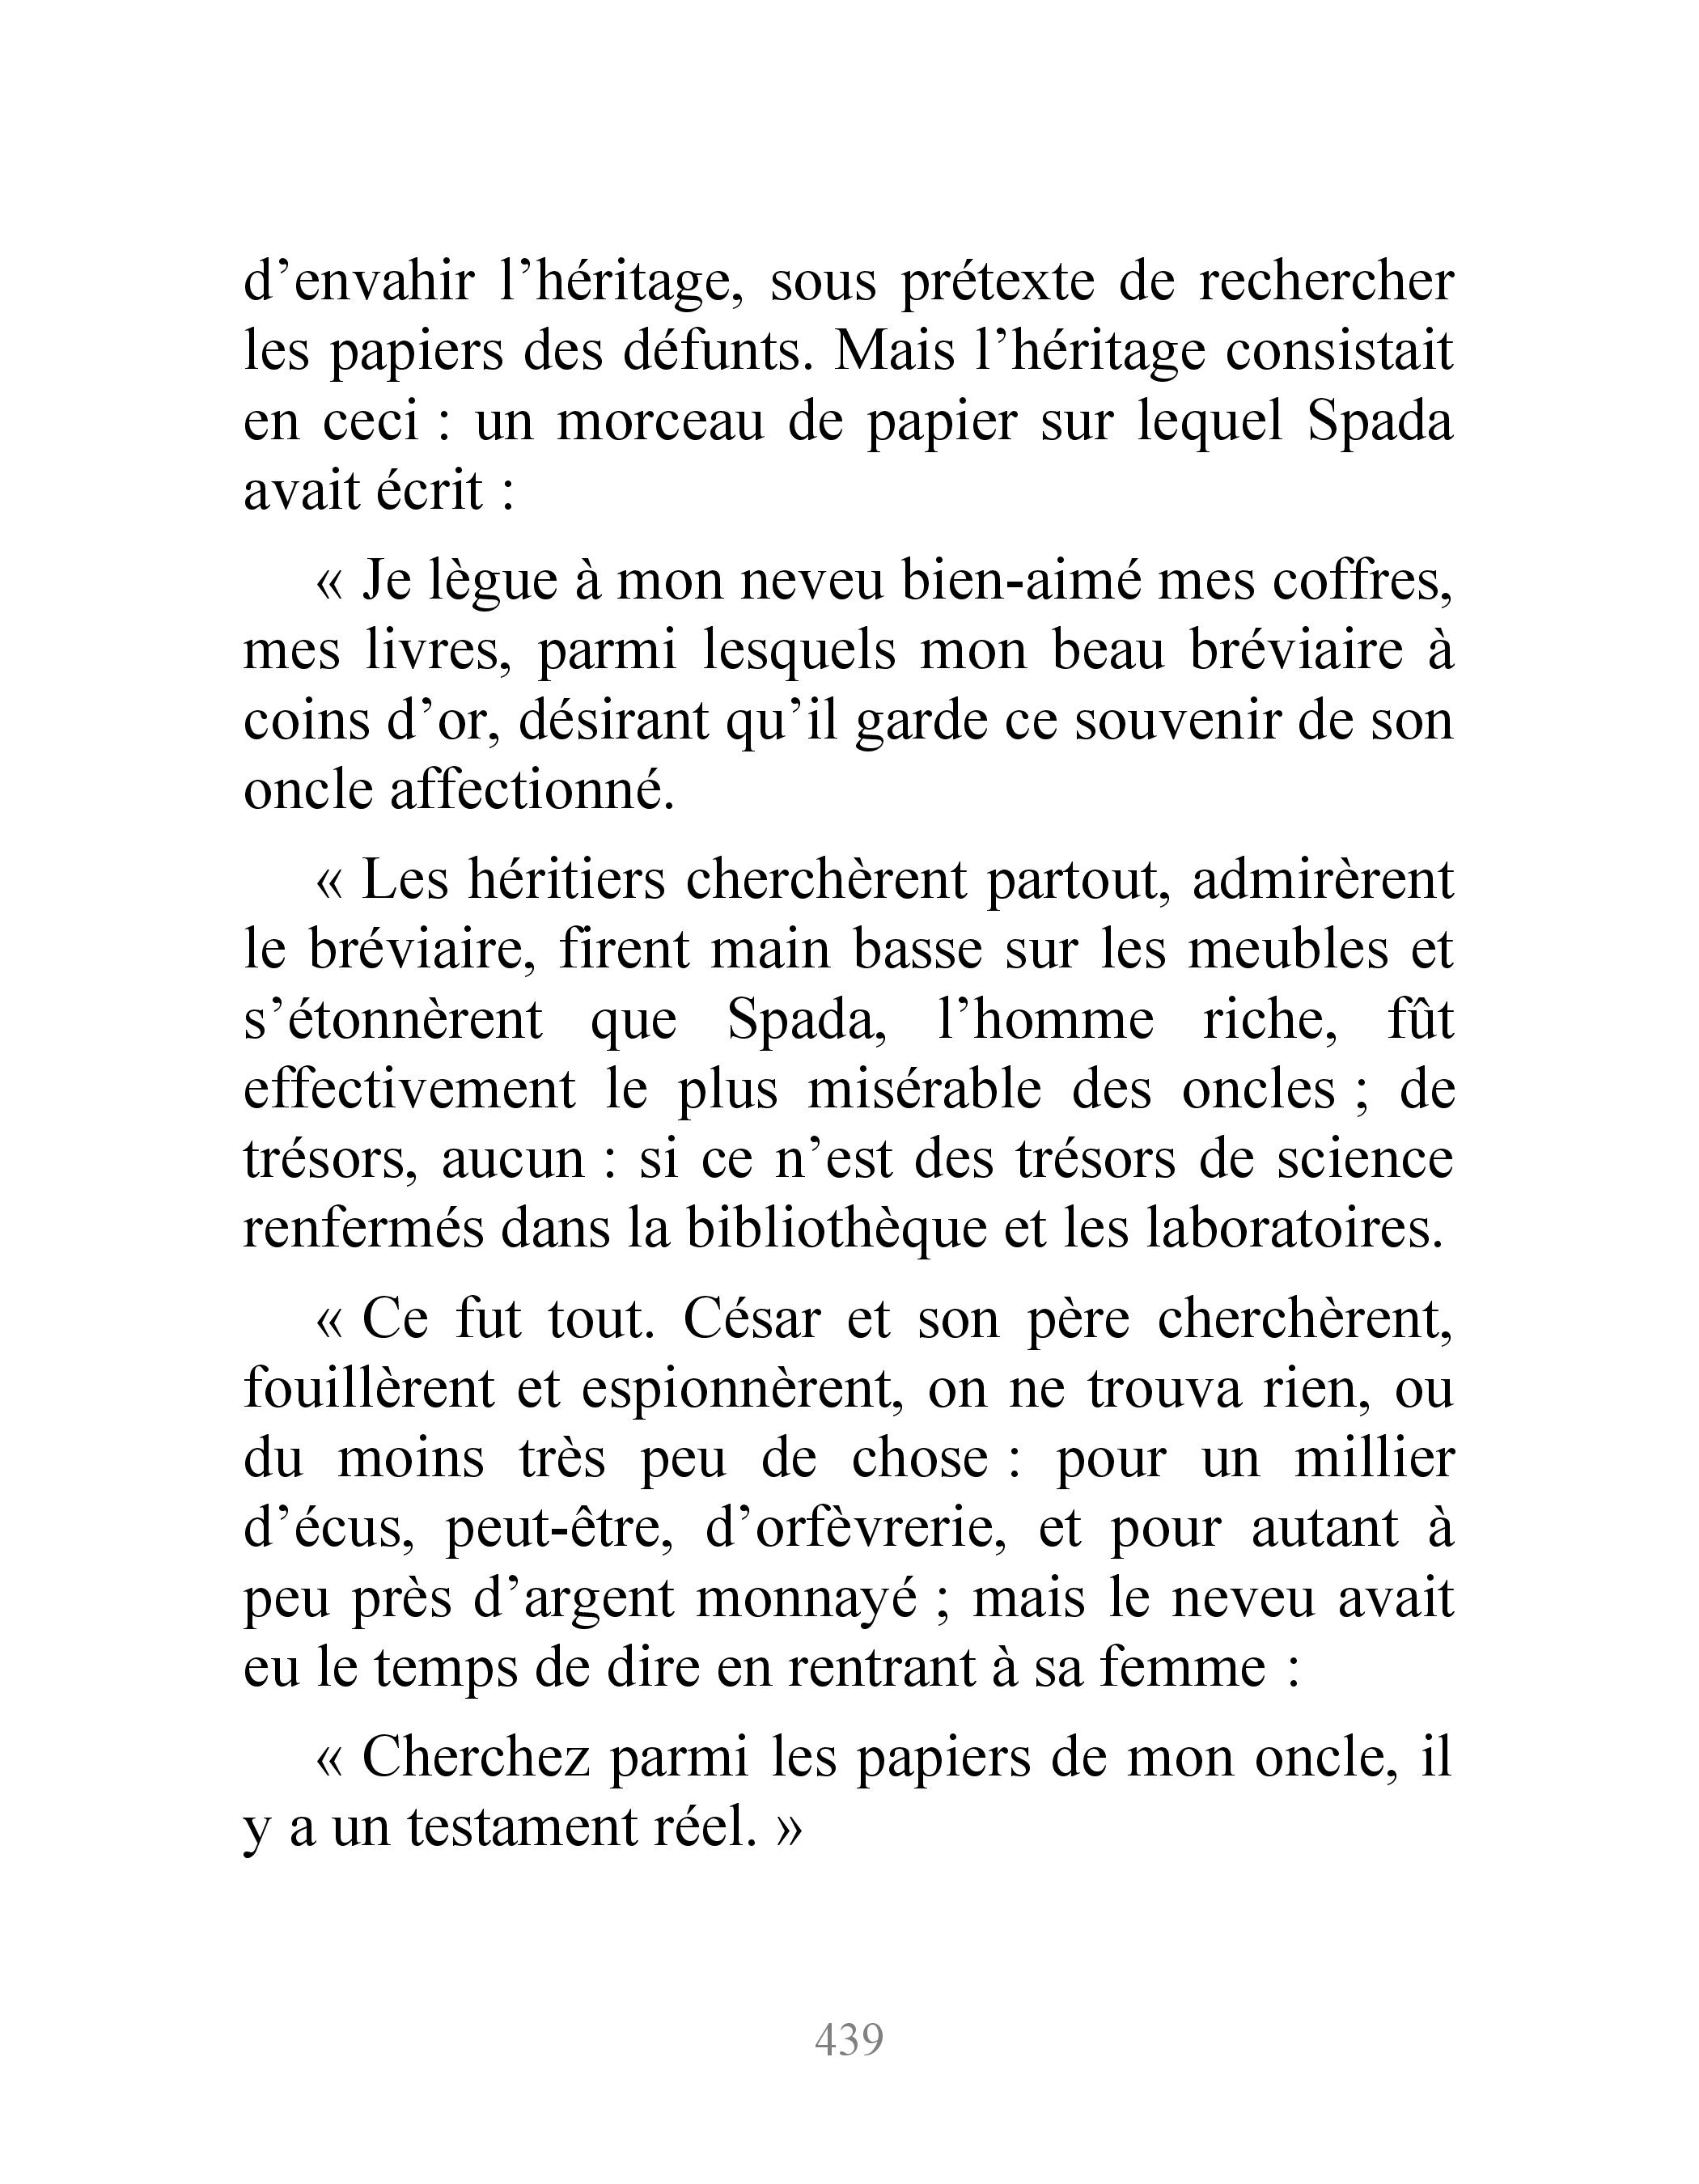 d’envahir l’héritage, sous prétexte de rechercher
les papiers des défunts. Mais l’héritage consistait
en ceci : un morceau de papier sur lequel Spada
avait écrit :
« Je lègue à mon neveu bien-aimé mes coffres,
mes livres, parmi lesquels mon beau bréviaire à
coins d’or, désirant qu’il garde ce souvenir de son
oncle affectionné.
« Les héritiers cherchèrent partout, admirèrent
le bréviaire, firent main basse sur les meubles et
s’étonnèrent que Spada, l’homme riche, fût
effectivement le plus misérable des oncles ; de
trésors, aucun : si ce n’est des trésors de science
renfermés dans la bibliothèque et les laboratoires.
« Ce fut tout. César et son père cherchèrent,
fouillèrent et espionnèrent, on ne trouva rien, ou
du moins très peu de chose : pour un millier
d’écus, peut-être, d’orfèvrerie, et pour autant à
peu près d’argent monnayé ; mais le neveu avait
eu le temps de dire en rentrant à sa femme :
« Cherchez parmi les papiers de mon oncle, il
y a un testament réel. »
439